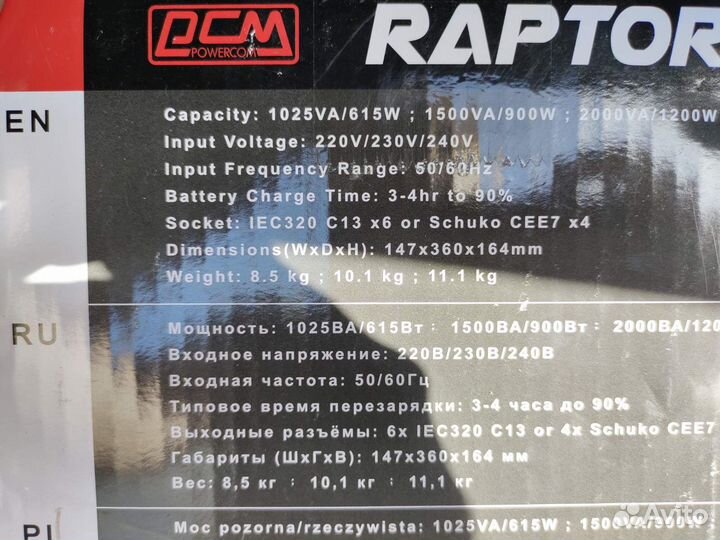 PCM
POWERCOM
RAPTOR
EN
Capacity: 1025VA/615W ; 1500VA/900W ; 2000VA/1200W
Input Voltage: 220V/230V/240V
Input Frequency Range: 50/60Hz
Battery Charge Time: 3-4hr to 90%
Socket: IEC320 C13 x6 or Schuko CEE7 x4
Dimensions(WxDxH): 147x360x164mm
Weight: 8.5 kg ; 10.1 kg ; 11.1 kg
RU
Мощность: 1025ВА/615Вт ; 1500ВА/900Вт ; 2000ВА/120
Входное напряжение: 220В/230В/240В
Входная частота: 50/60Гц
Типовое время перезарядки: 3-4 часа до 90%
Выходные разъёмы: 6x IEC320 C13 or 4x Schuko CEE7
Габариты (ШxГxВ): 147x360x164 мм
Вес: 8,5 кг ; 10,1 кг ; 11,1 кг
PL
Moc pozorna/rzeczywista: 1025VA/615W ; 1500VA/900W ;
Avito